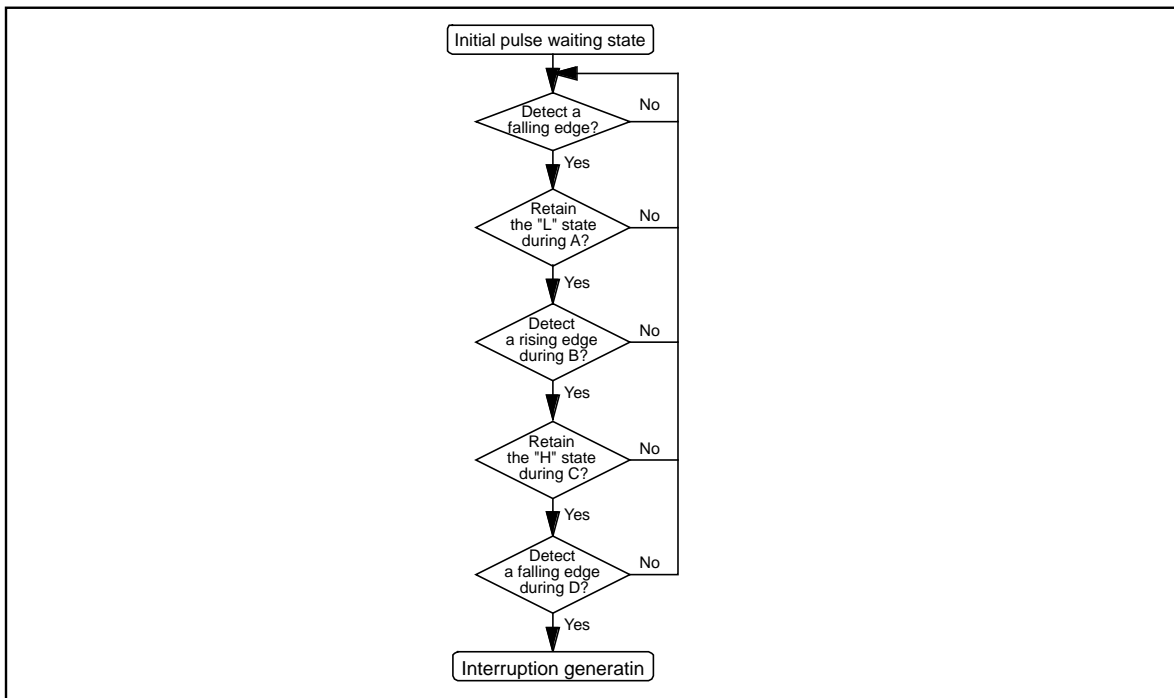 Initial pulse waiting state
Detect a
falling edge?
No
Yes
Retain
the "L" state
during A?
No
Yes
Detect
a rising edge
during B?
No
Yes
Retain
the "H" state
during C?
No
Yes
Detect
a falling edge
during D?
No
Yes
Interruption generatin